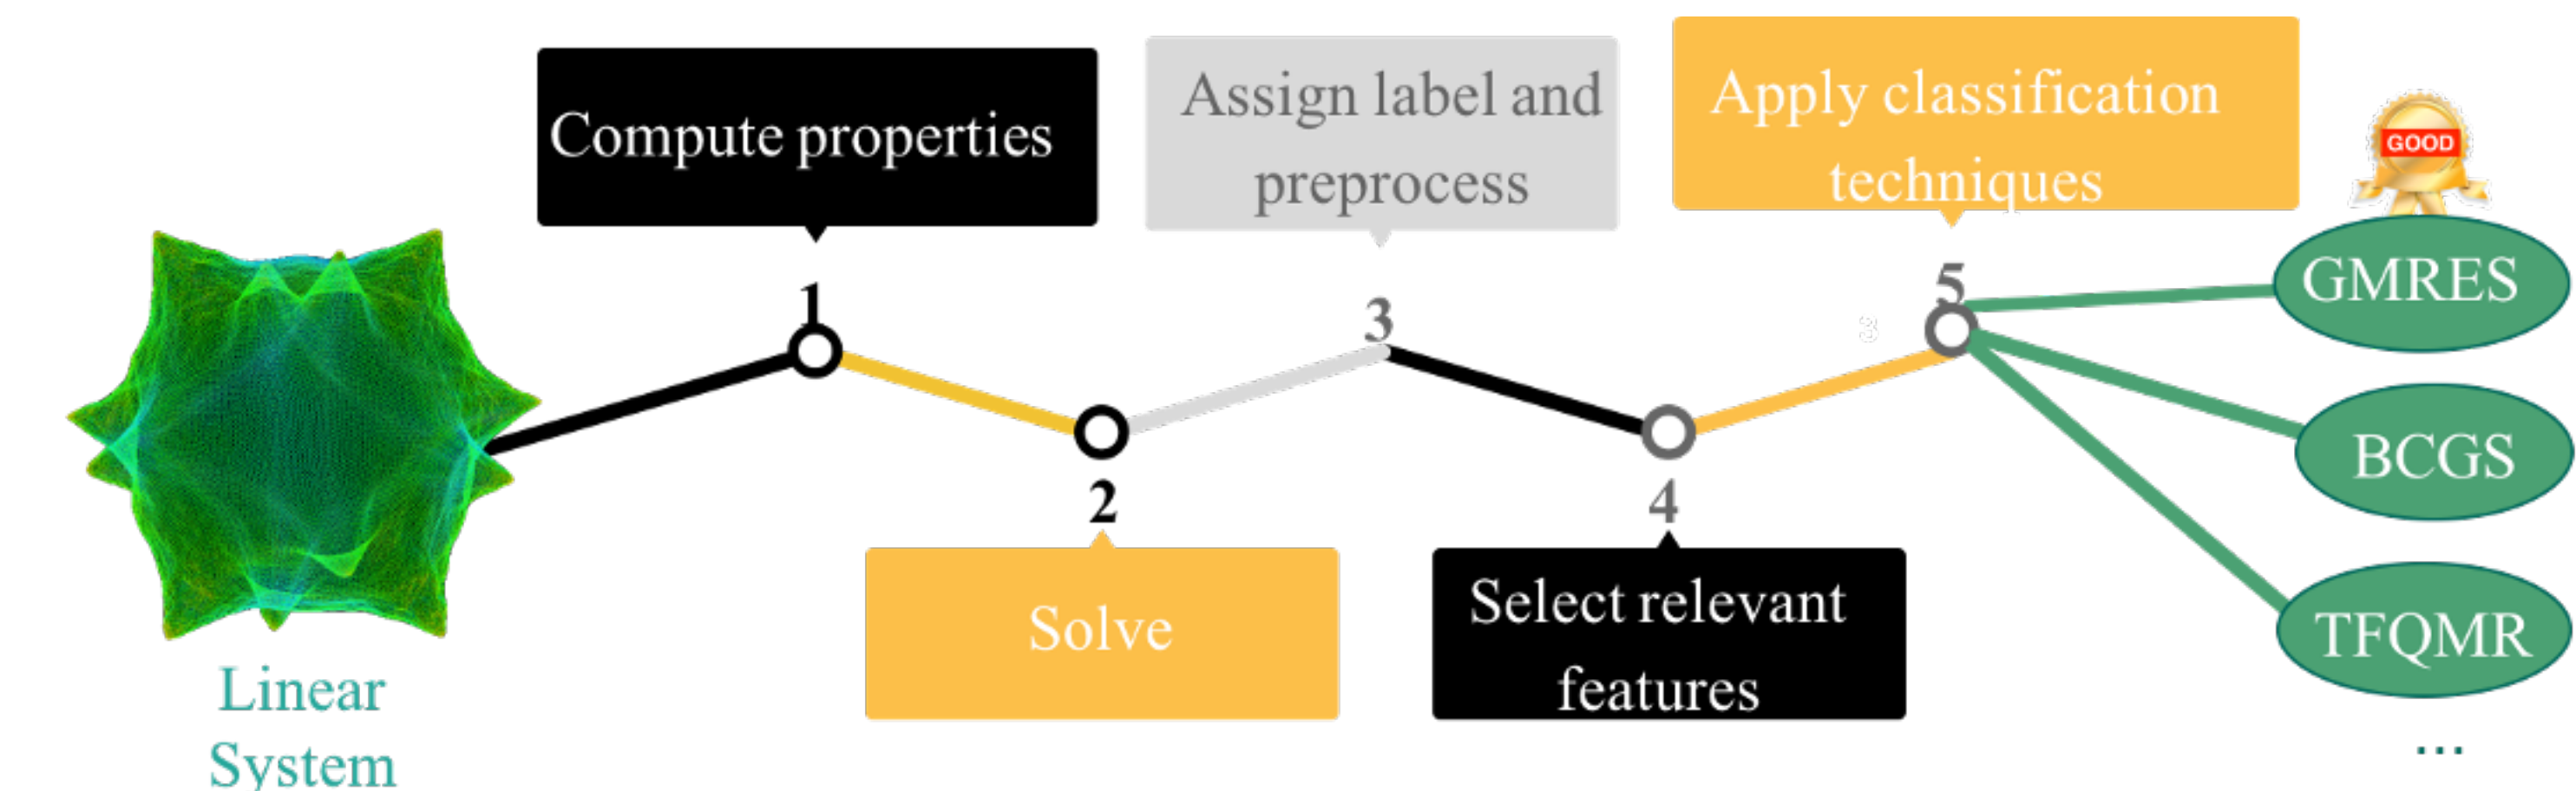 Compute properties
1
Solve
2
Assign label and
preprocess
3
Select relevant
features
4
Apply classification
techniques
5
3
GOOD
GMRES
BCGS
TFQMR
...
Linear
System